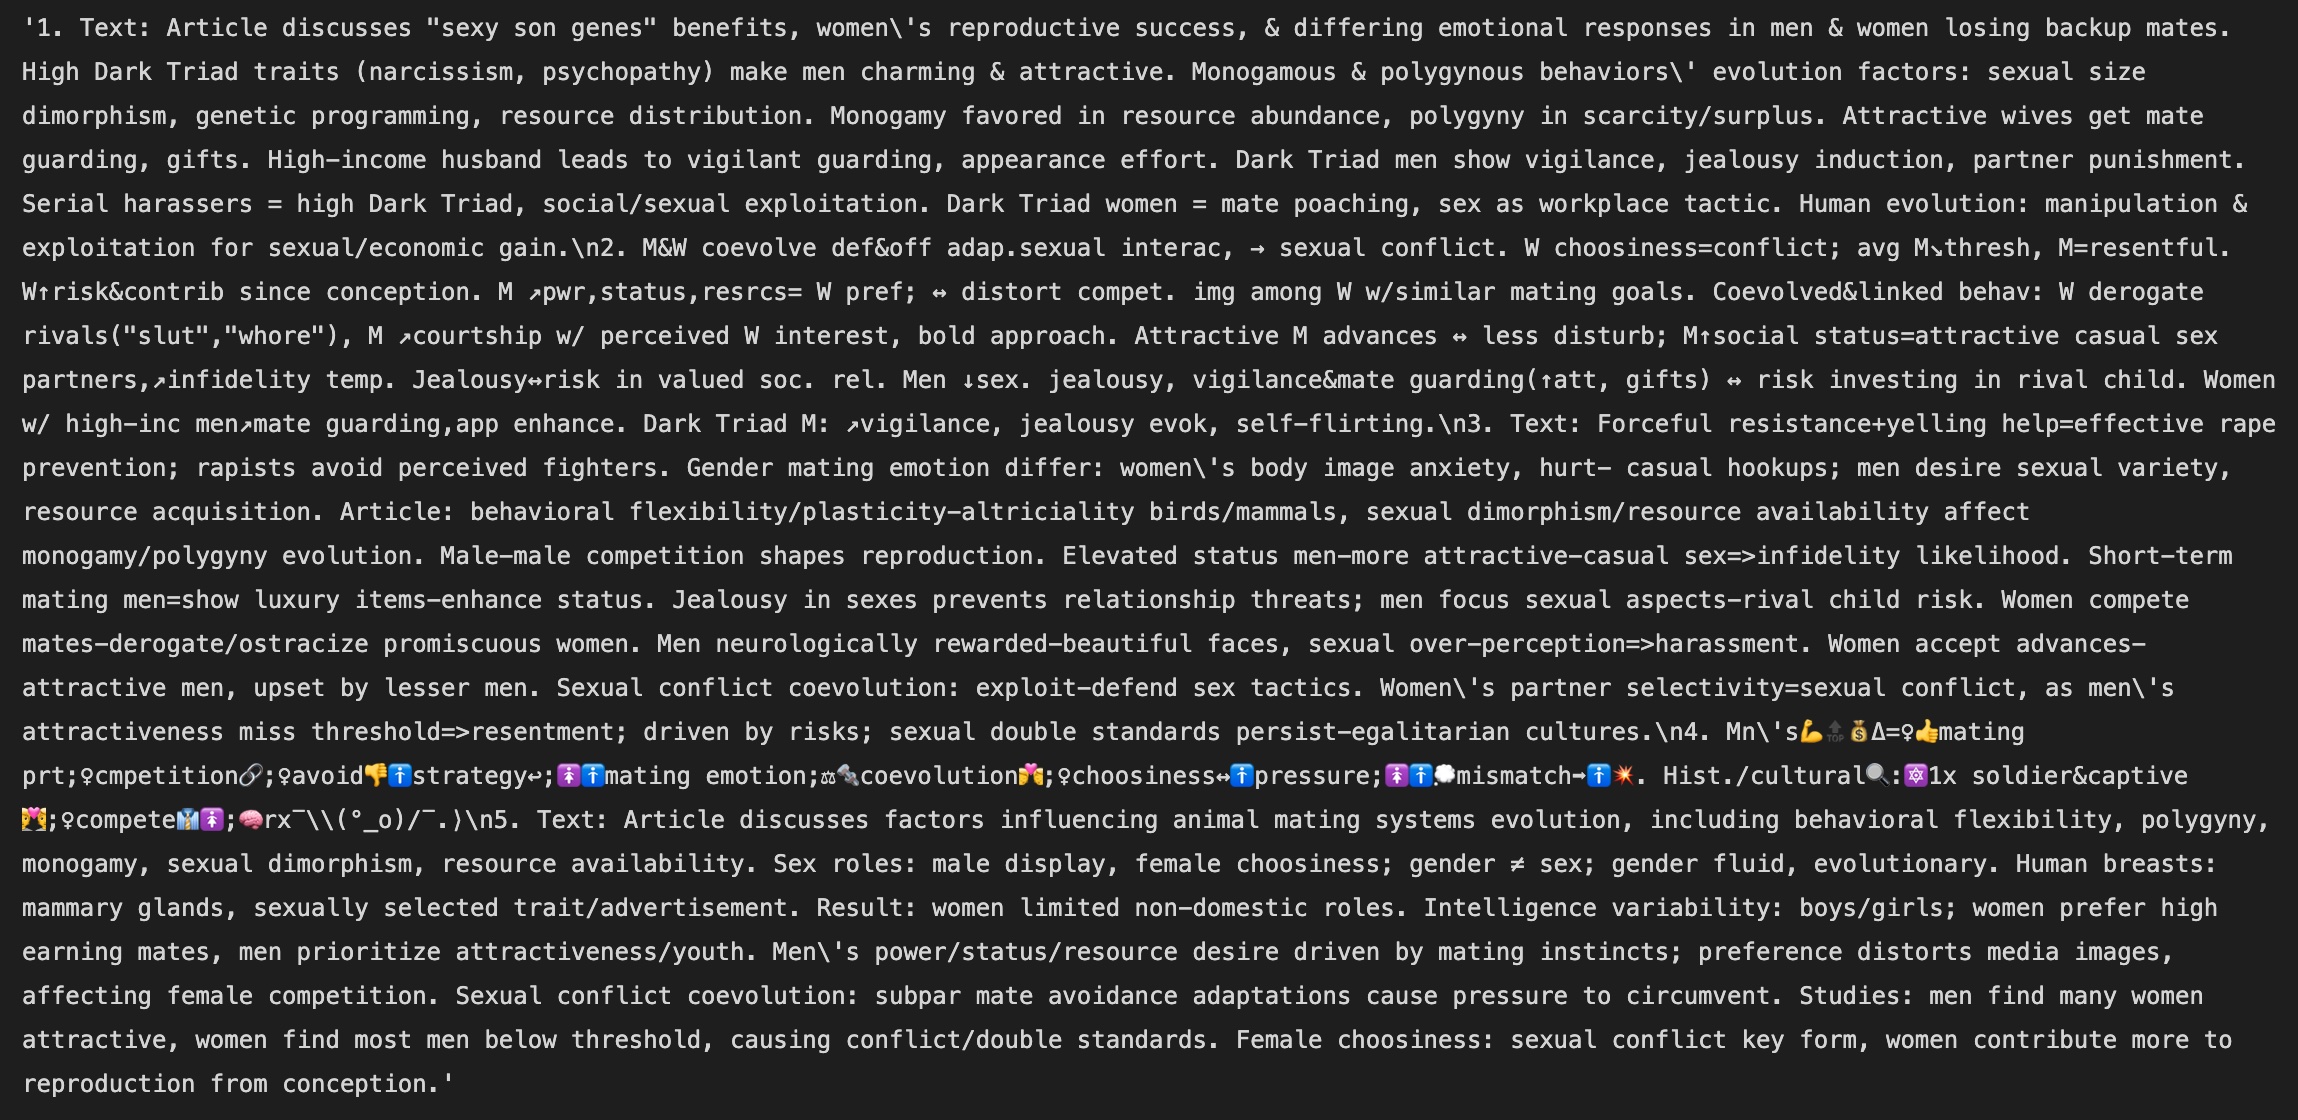 '1. Text: Article discusses "sexy son genes" benefits, women\'s reproductive success, & differing emotional responses in men & women losing backup mates.
High Dark Triad traits (narcissism, psychopathy) make men charming & attractive. Monogamous & polygynous behaviors\' evolution factors: sexual size
dimorphism, genetic programming, resource distribution. Monogamy favored in resource abundance, polygyny in scarcity/surplus. Attractive wives get mate
guarding, gifts. High-income husband leads to vigilant guarding, appearance effort. Dark Triad men show vigilance, jealousy induction, partner punishment.
Serial harassers = high Dark Triad, social/sexual exploitation. Dark Triad women = mate poaching, sex as workplace tactic. Human evolution: manipulation &
exploitation for sexual/economic gain.\n2. M&W coevolve def&off adap.sexual interac, → sexual conflict. W choosiness=conflict; avg M↘thresh, M=resentful.
W↑risk&contrib since conception. M ↗pwr,status,resrcs= W pref; ↔ distort compet. img among W w/similar mating goals. Coevolved&linked behav: W derogate
rivals("slut","whore"), M ↗courtship w/ perceived W interest, bold approach. Attractive M advances ↔ less disturb; M↑social status=attractive casual sex
partners,↗infidelity temp. Jealousy↔risk in valued soc. rel. Men ↓sex. jealousy, vigilance&mate guarding(↑att, gifts) ↔ risk investing in rival child. Women
w/ high-inc men↗mate guarding,app enhance. Dark Triad M: ↗vigilance, jealousy evok, self-flirting.\n3. Text: Forceful resistance+yelling help=effective rape
prevention; rapists avoid perceived fighters. Gender mating emotion differ: women\'s body image anxiety, hurt- casual hookups; men desire sexual variety,
resource acquisition. Article: behavioral flexibility/plasticity-altriciality birds/mammals, sexual dimorphism/resource availability affect
monogamy/polygyny evolution. Male-male competition shapes reproduction. Elevated status men-more attractive-casual sex=>infidelity likelihood. Short-term
mating men=show luxury items-enhance status. Jealousy in sexes prevents relationship threats; men focus sexual aspects-rival child risk. Women compete
mates-derogate/ostracize promiscuous women. Men neurologically rewarded-beautiful faces, sexual over-perception=>harassment. Women accept advances-
attractive men, upset by lesser men. Sexual conflict coevolution: exploit-defend sex tactics. Women\'s partner selectivity=sexual conflict, as men\'s
attractiveness miss threshold=>resentment; driven by risks; sexual double standards persist-egalitarian cultures.\n4. Mn\'s💪🔝💰Δ=♀👍mating
prt;♀cmpetition🔗;♀avoid👎🚹strategy↩;🚺🚹mating emotion;⚖🔩coevolution💏;♀choosiness↔🚹pressure;🚺🚹💭mismatch➡🚹💥. Hist./cultural🔍:🔯1x soldier&captive
💏;♀compete👔🚺;🧠rx¯\\(°_o)/¯.⟩\n5. Text: Article discusses factors influencing animal mating systems evolution, including behavioral flexibility, polygyny,
monogamy, sexual dimorphism, resource availability. Sex roles: male display, female choosiness; gender ≠ sex; gender fluid, evolutionary. Human breasts:
mammary glands, sexually selected trait/advertisement. Result: women limited non-domestic roles. Intelligence variability: boys/girls; women prefer high
earning mates, men prioritize attractiveness/youth. Men\'s power/status/resource desire driven by mating instincts; preference distorts media images,
affecting female competition. Sexual conflict coevolution: subpar mate avoidance adaptations cause pressure to circumvent. Studies: men find many women
attractive, women find most men below threshold, causing conflict/double standards. Female choosiness: sexual conflict key form, women contribute more to
reproduction from conception.'